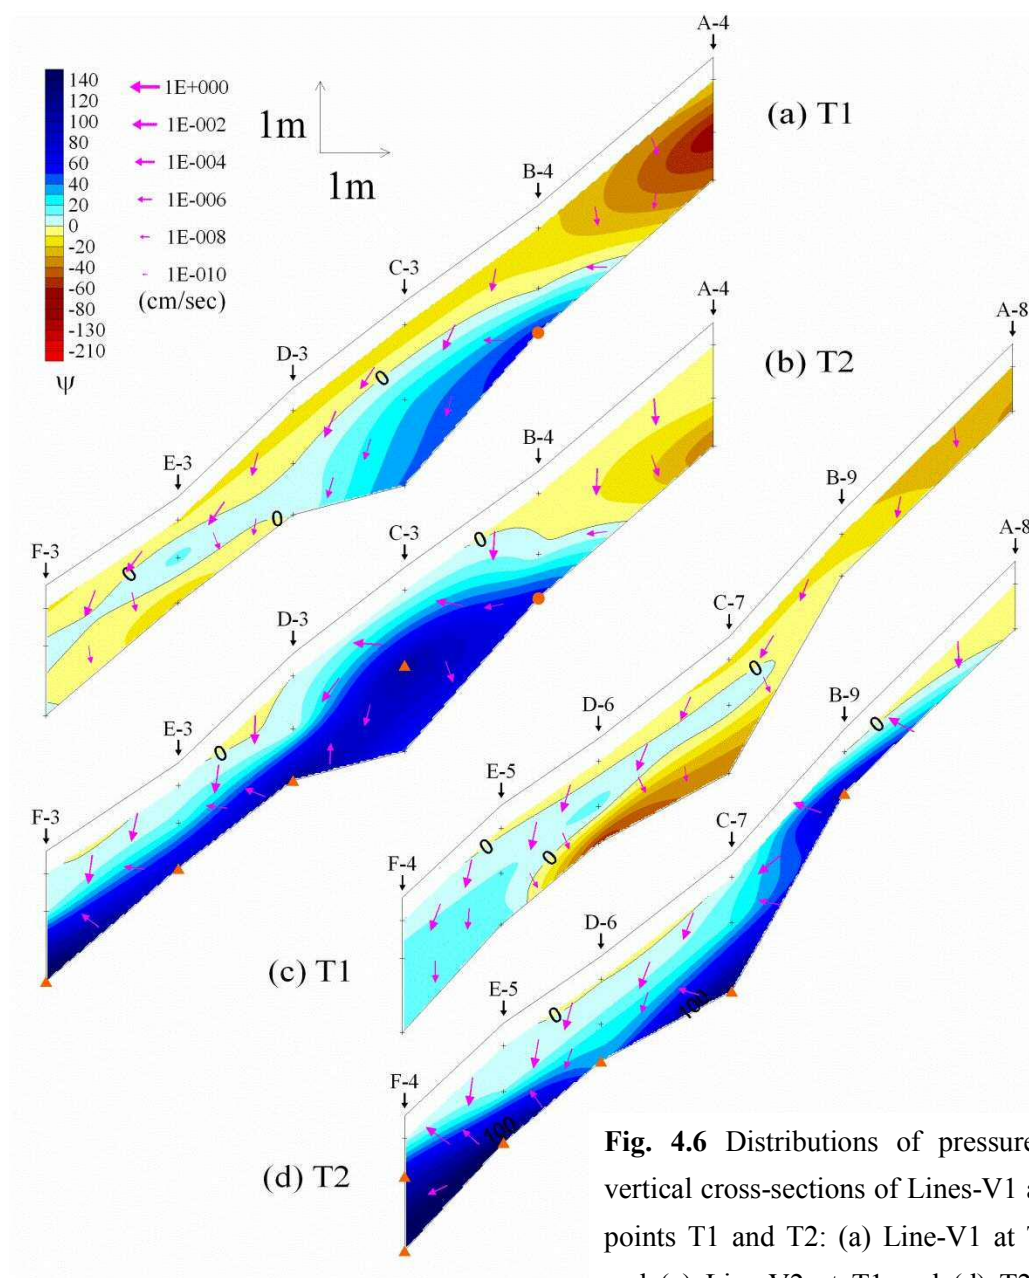 A-4
(a) T1
140
120
100
80
60
40
20
0
-20
-40
-60
-80
-130
-210
ψ
1E+000
1E-002
1E-004
1E-006
1E-008
1E-010
(cm/sec)
1m
1m
B-4
C-3
D-3
E-3
F-3
0
0
0
A-4
(b) T2
B-4
C-3
D-3
E-3
F-3
0
0
A-8
B-9
C-7
D-6
E-5
F-4
0
0
0
(c) T1
A-8
B-9
C-7
D-6
E-5
F-4
0
0
100
100
(d) T2
Fig. 4.6 Distributions of pressure
vertical cross-sections of Lines-V1
points T1 and T2: (a) Line-V1 at